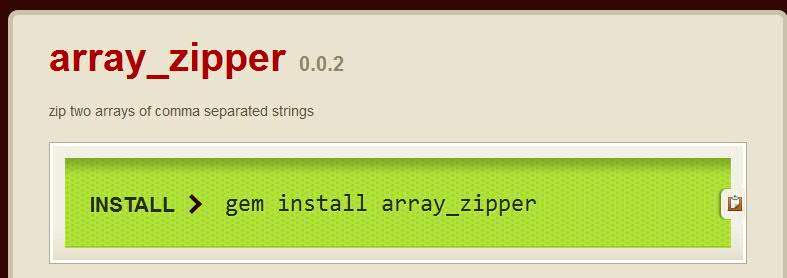 array_zipper 0.0.2
zip two arrays of comma separated strings
INSTALL gem install array_zipper